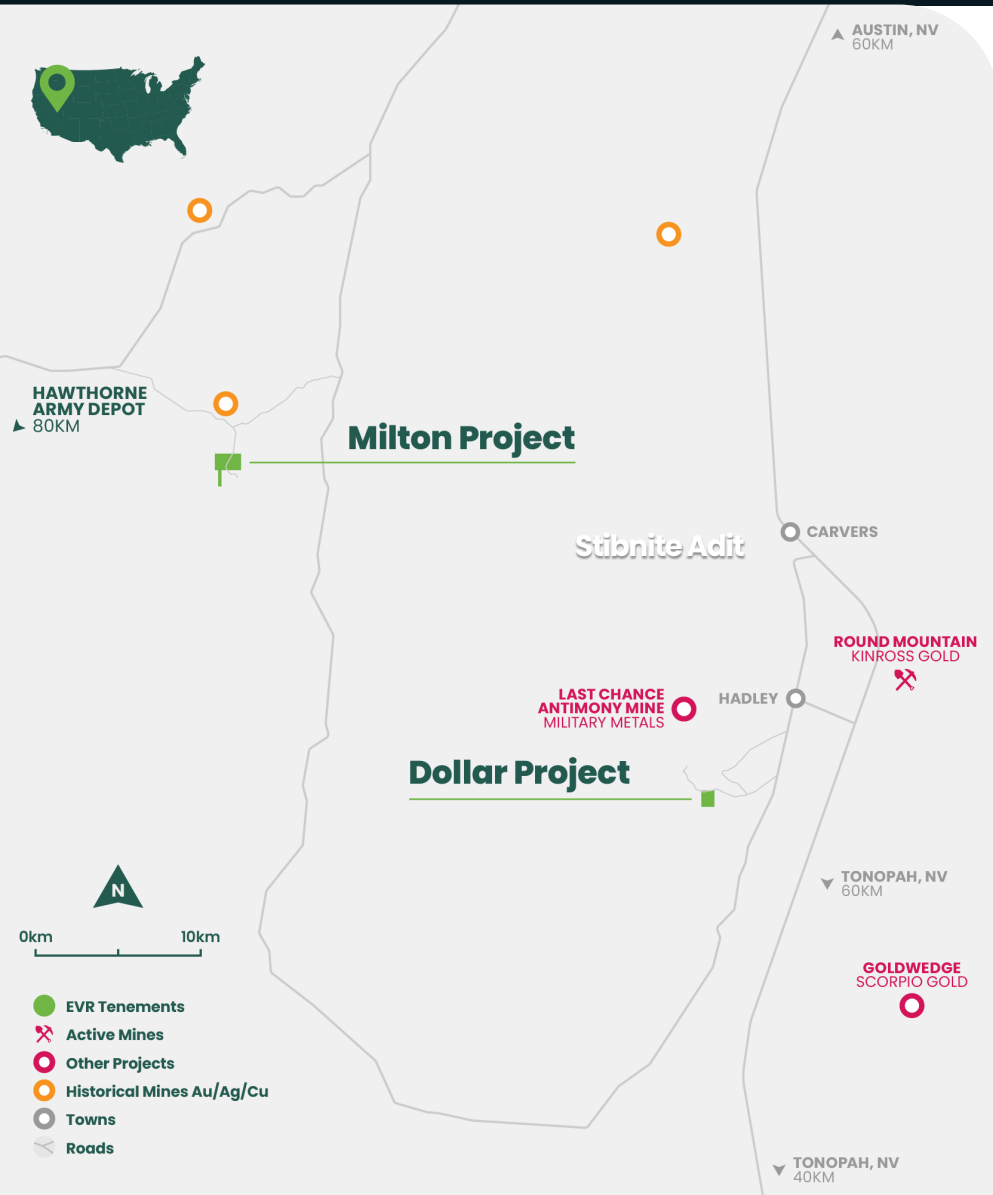 AUSTIN, NV
60KM
HAWTHORNE
ARMY DEPOT
80KM
Milton Project
Stibnite Adit
CARVERS
ROUND MOUNTAIN
KINROSS GOLD
LAST CHANCE
ANTIMONY MINE
MILITARY METALS
HADLEY
Dollar Project
TONOPAH, NV
60KM
N
0km 10km
GOLDWEDGE
SCORPIO GOLD
EVR Tenements
Active Mines
Other Projects
Historical Mines Au/Ag/Cu
Towns
Roads
TONOPAH, NV
40KM